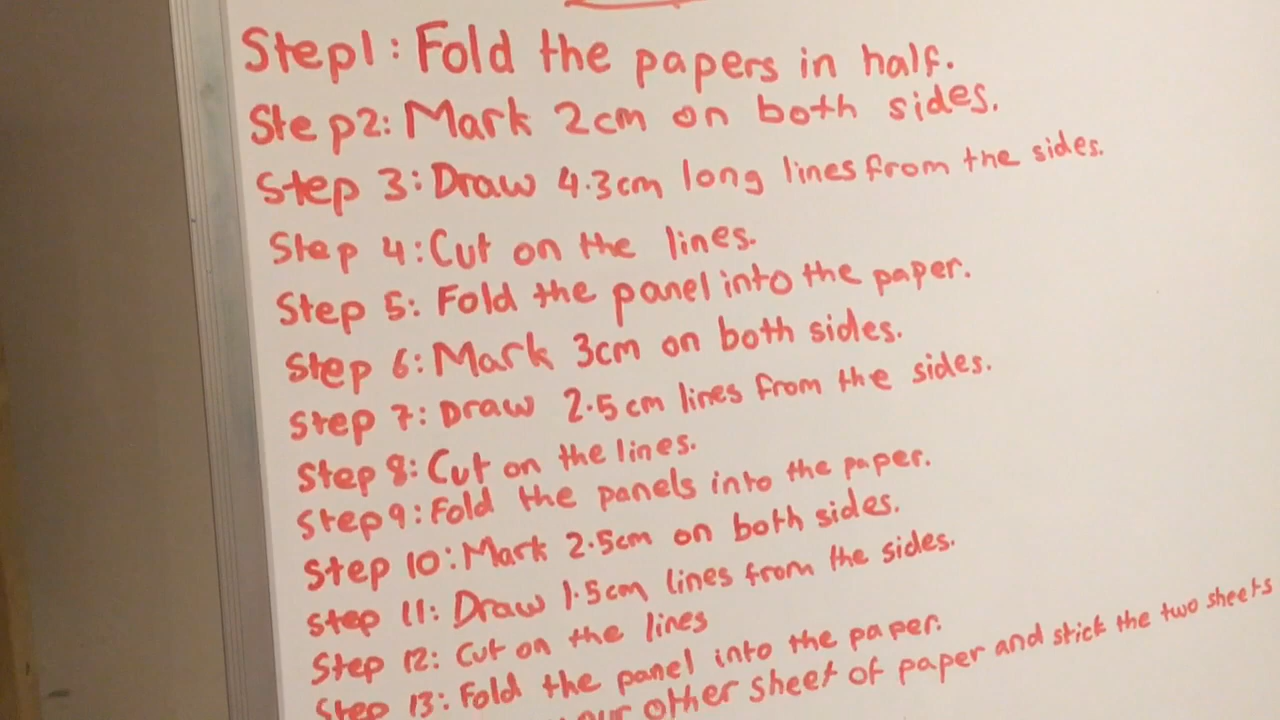 Step1: Fold the papers in half.
Step2: Mark 2cm on both sides.
Step 3: Draw 4.3cm long lines from the sides.
Step 4: Cut on the lines.
Step 5: Fold the panel into the paper.
Step 6: Mark 3cm on both sides.
Step 7: Draw 2.5cm lines from the sides.
Step 8: Cut on the lines.
Step9: Fold the panels into the paper.
Step 10: Mark 2.5cm on both sides.
Step 11: Draw 1.5cm lines from the sides.
Step 12: Cut on the lines
Step 13: Fold the panel into the paper.
other sheet of paper and stick the two sheets